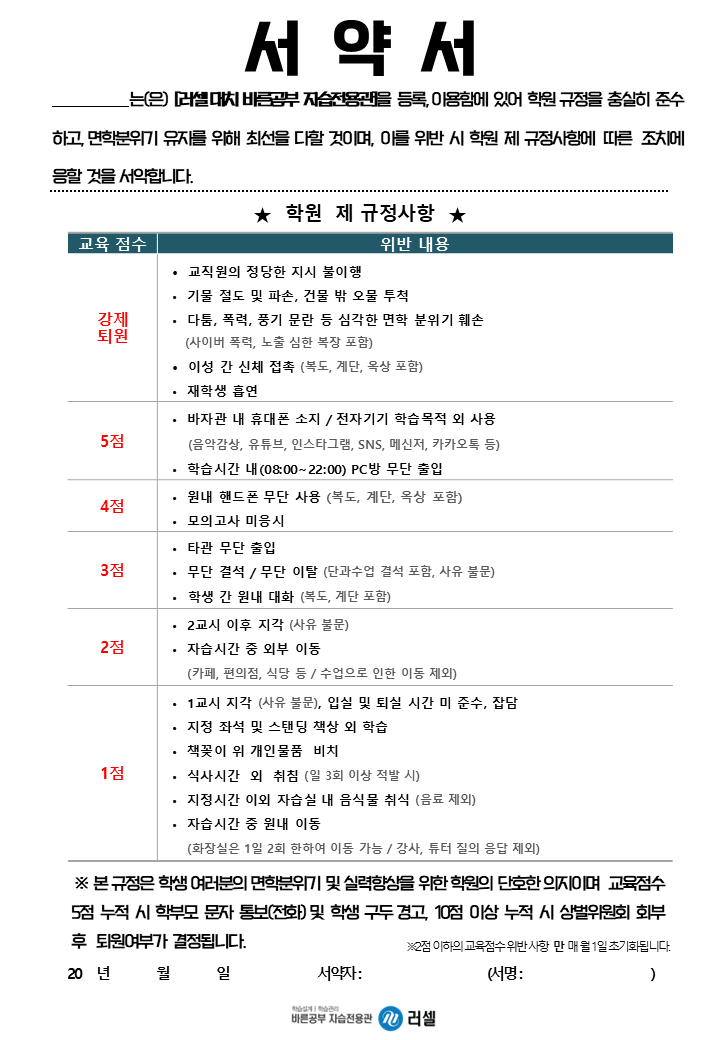 서 약 서
__________는(은) [러셀 대치 바른공부 자습전용관]을 등록, 이용함에 있어 학원 규정을 충실히 준수
하고, 면학분위기 유지를 위해 최선을 다할 것이며, 이를 위반 시 학원 제 규정사항에 따른 조치에
응할 것을 서약합니다.
★ 학원 제 규정사항 ★
교육 점수 위반 내용
강제
퇴원
• 교직원의 정당한 지시 불이행
• 기물 절도 및 파손, 건물 밖 오물 투척
• 다툼, 폭력, 풍기 문란 등 심각한 면학 분위기 훼손
(사이버 폭력, 노출 심한 복장 포함)
• 이성 간 신체 접촉 (복도, 계단, 옥상 포함)
• 재학생 흡연
5점
• 바자관 내 휴대폰 소지 / 전자기기 학습목적 외 사용
(음악감상, 유튜브, 인스타그램, SNS, 메신저, 카카오톡 등)
• 학습시간 내(08:00~22:00) PC방 무단 출입
4점
• 원내 핸드폰 무단 사용 (복도, 계단, 옥상 포함)
• 모의고사 미응시
3점
• 타관 무단 출입
• 무단 결석 / 무단 이탈 (단과수업 결석 포함, 사유 불문)
• 학생 간 원내 대화 (복도, 계단 포함)
2점
• 2교시 이후 지각 (사유 불문)
• 자습시간 중 외부 이동
(카페, 편의점, 식당 등 / 수업으로 인한 이동 제외)
1점
• 1교시 지각 (사유 불문), 입실 및 퇴실 시간 미 준수, 잡담
• 지정 좌석 및 스탠딩 책상 외 학습
• 책꽂이 위 개인물품 비치
• 식사시간 외 취침 (일 3회 이상 적발 시)
• 지정시간 이외 자습실 내 음식물 취식 (음료 제외)
• 자습시간 중 원내 이동
(화장실은 1일 2회 한하여 이동 가능 / 강사, 튜터 질의 응답 제외)
※ 본 규정은 학생 여러분의 면학분위기 및 실력향상을 위한 학원의 단호한 의지이며 교육점수
5점 누적 시 학부모 문자 통보(전화) 및 학생 구두 경고, 10점 이상 누적 시 상벌위원회 회부
후 퇴원여부가 결정됩니다.
※2점 이하의 교육점수 위반 사항 만 매 월 1일 초기화됩니다.
20 년 월 일 서약자 : (서명 : )
학습설계 | 학습관리
바른공부 자습전용관 러셀